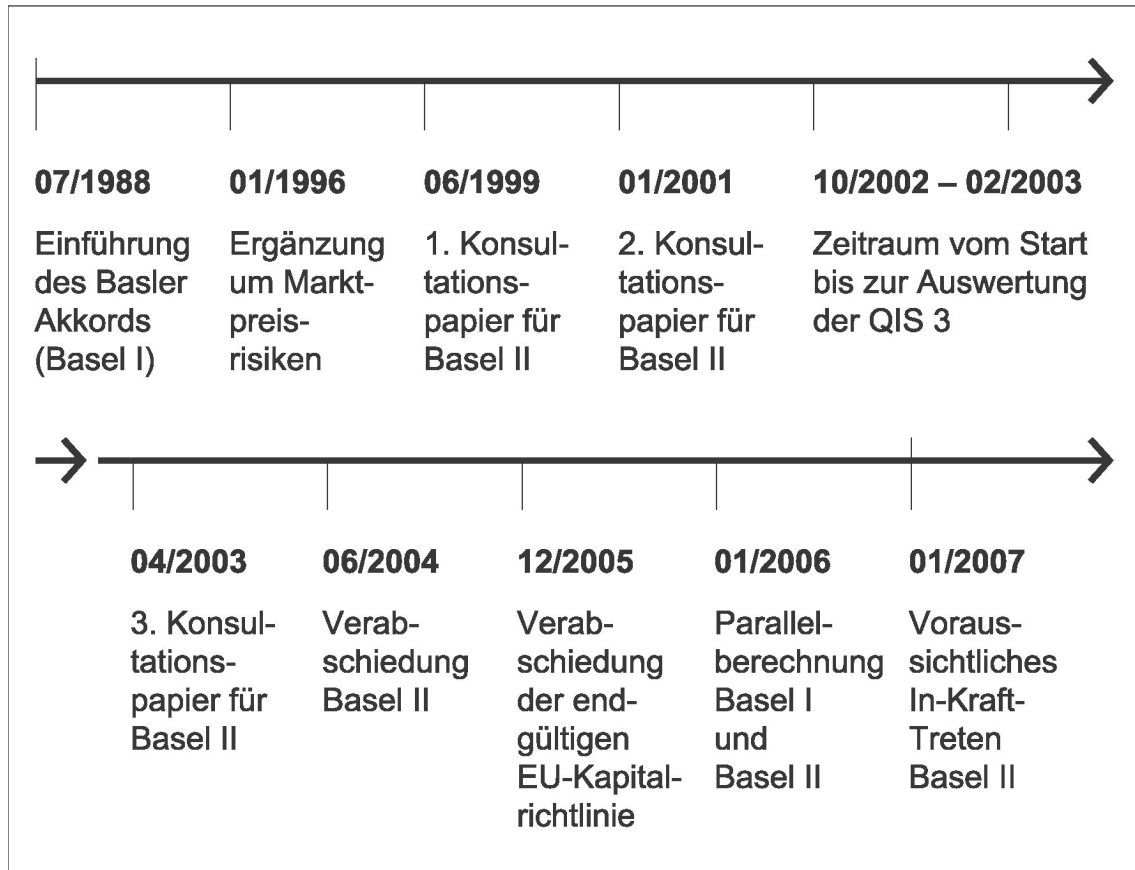 07/1988
Einführung
des Basler
Akkords
(Basel I)
01/1996
Ergänzung
um Markt-
preis-
risiken
06/1999
1. Konsul-
tations-
papier für
Basel II
01/2001
2. Konsul-
tations-
papier für
Basel II
10/2002 – 02/2003
Zeitraum vom Start
bis zur Auswertung
der QIS 3
04/2003
3. Konsul-
tations-
papier für
Basel II
06/2004
Verab-
schiedung
Basel II
12/2005
Verab-
schiedung
der end-
gültigen
EU-Kapital-
richtlinie
01/2006
Parallel-
berechnung
Basel I
und
Basel II
01/2007
Voraus-
sichtliches
In-Kraft-
Treten
Basel II